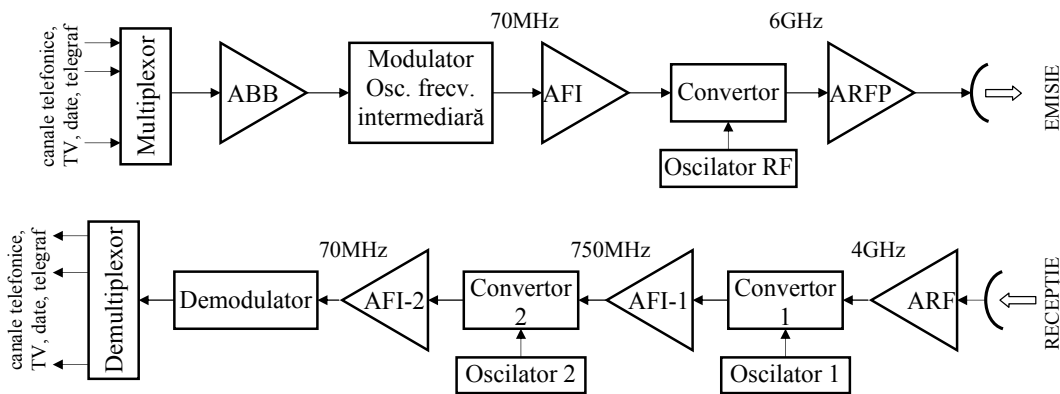 70MHz
6GHz
canale telefonice,
TV, date, telegraf
Multiplexor
ABB
Modulator
Osc. frecv.
intermediară
AFI
Convertor
ARFP
EMISIE
Oscilator RF
70MHz
750MHz
4GHz
canale telefonice,
TV, date, telegraf
Demultiplexor
Demodulator
AFI-2
Convertor
2
AFI-1
Convertor
1
ARF
RECEPTIE
Oscilator 2
Oscilator 1